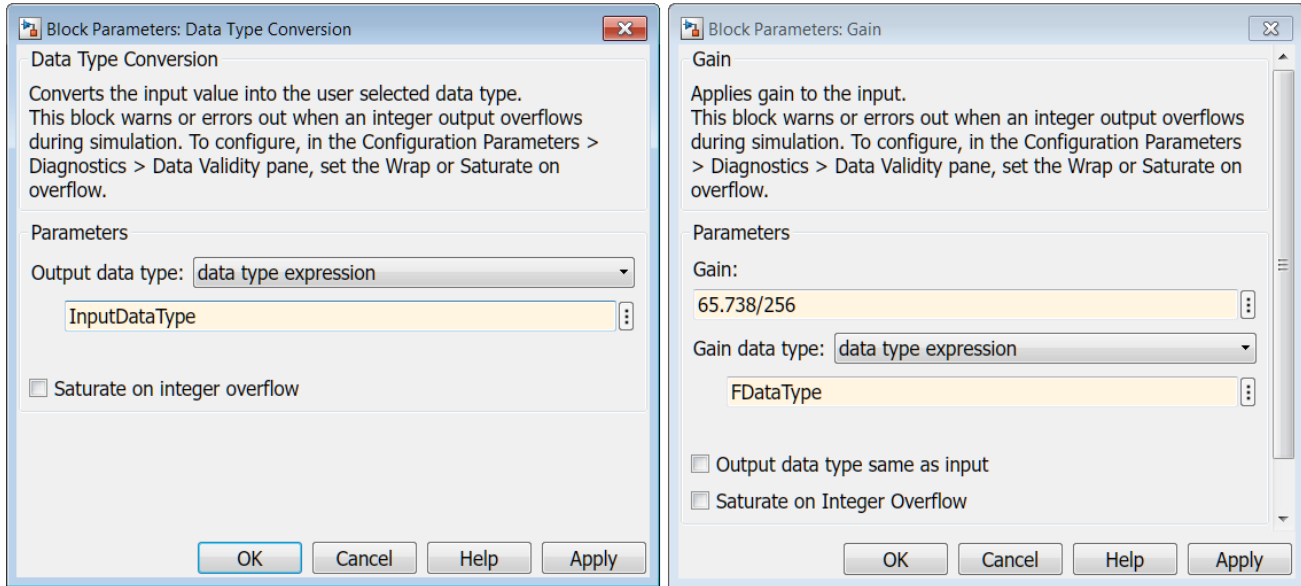 Block Parameters: Data Type Conversion
Data Type Conversion
Converts the input value into the user selected data type.
This block warns or errors out when an integer output overflows
during simulation. To configure, in the Configuration Parameters >
Diagnostics > Data Validity pane, set the Wrap or Saturate on
overflow.
Parameters
Output data type: data type expression
InputDataType
Saturate on integer overflow
OK Cancel Help Apply
Block Parameters: Gain
Gain
Applies gain to the input.
This block warns or errors out when an integer output overflows
during simulation. To configure, in the Configuration Parameters
> Diagnostics > Data Validity pane, set the Wrap or Saturate on
overflow.
Parameters
Gain:
65.738/256
Gain data type: data type expression
FDataType
Output data type same as input
Saturate on Integer Overflow
OK Cancel Help Apply